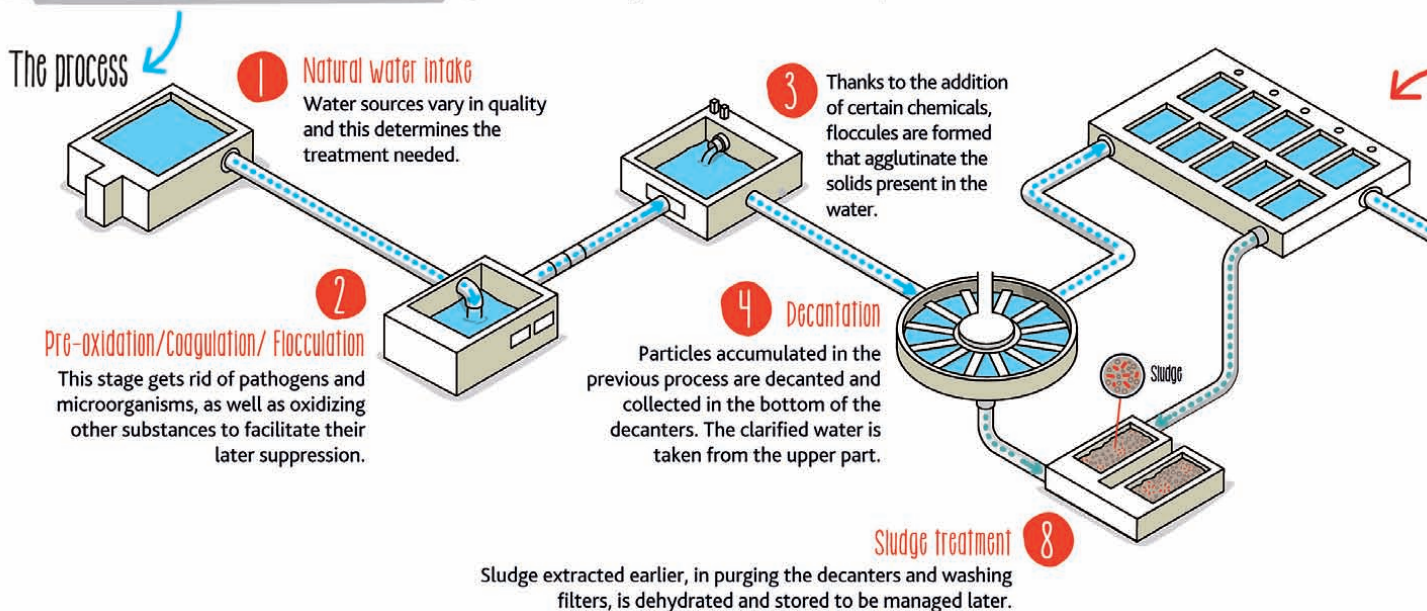 The process
1
Natural water intake
Water sources vary in quality
and this determines the
treatment needed.
2
Pre-oxidation/Coagulation/ Flocculation
This stage gets rid of pathogens and
microorganisms, as well as oxidizing
other substances to facilitate their
later suppression.
3
Thanks to the addition
of certain chemicals,
floccules are formed
that agglutinate the
solids present in the
water.
4
Decantation
Particles accumulated in the
previous process are decanted and
collected in the bottom of the
decanters. The clarified water is
taken from the upper part.
Sludge
Sludge treatment
8
Sludge extracted earlier, in purging the decanters and washing
filters, is dehydrated and stored to be managed later.